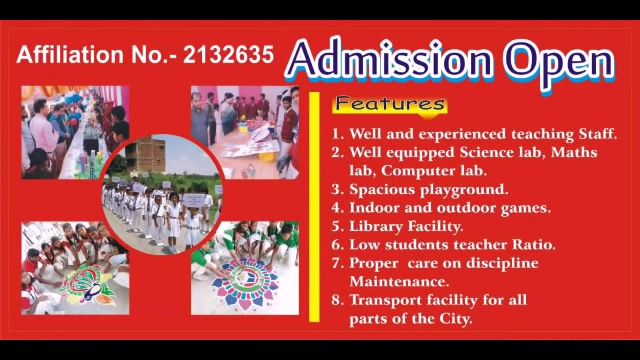 Affiliation No.- 2132635
Admission Open
Features
1. Well and experienced teaching Staff.
2. Well equipped Science lab, Maths
lab, Computer lab.
3. Spacious playground.
4. Indoor and outdoor games.
5. Library Facility.
6. Low students teacher Ratio.
7. Proper care on discipline
Maintenance.
8. Transport facility for all
parts of the City.